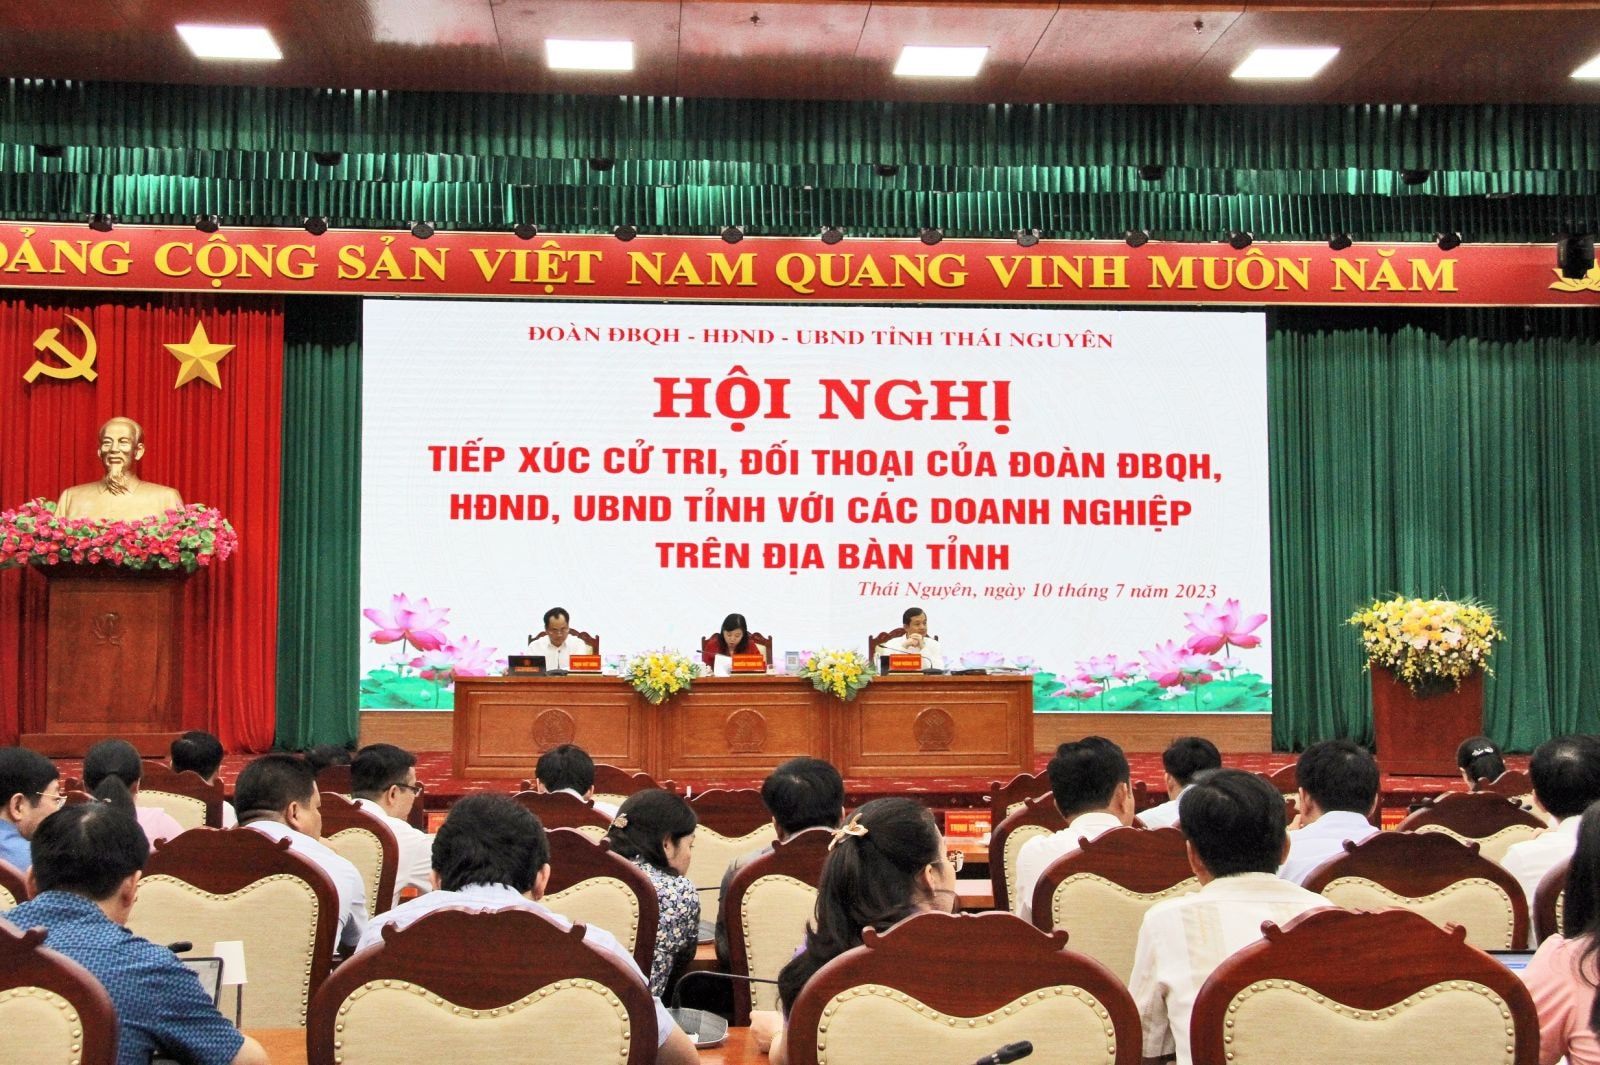 ĐẢNG CỘNG SẢN VIỆT NAM QUANG VINH MUÔN NĂM
ĐOÀN ĐBQH - HĐND - UBND TỈNH THÁI NGUYÊN
HỘI NGHỊ
TIẾP XÚC CỬ TRI, ĐỐI THOẠI CỦA ĐOÀN ĐBQH,
HĐND, UBND TỈNH VỚI CÁC DOANH NGHIỆP
TRÊN ĐỊA BÀN TỈNH
Thái Nguyên, ngày 10 tháng 7 năm 2023